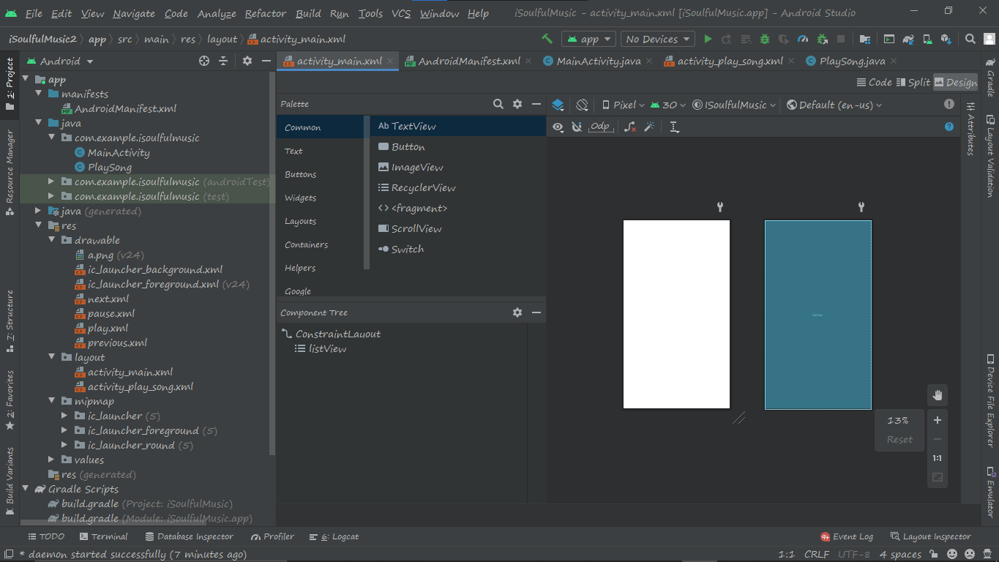 File Edit View Navigate Code Analyze Refactor Build Run Tools VCS Window Help iSoulfulMusic - activity_main.xml [iSoulfulMusic.app] - Android Studio
iSoulfulMusic2 app src main res layout activity_main.xml app No Devices
1: Project
Resource Manager
Z: Structure
2: Favorites
Build Variants
Android
app
manifests
AndroidManifest.xml
java
com.example.isoulfulmusic
MainActivity
PlaySong
com.example.isoulfulmusic (androidTest)
com.example.isoulfulmusic (test)
java (generated)
res
drawable
a.png (v24)
ic_launcher_background.xml
ic_launcher_foreground.xml (v24)
next.xml
pause.xml
play.xml
previous.xml
layout
activity_main.xml
activity_play_song.xml
mipmap
ic_launcher (5)
ic_launcher_foreground (5)
ic_launcher_round (5)
values
res (generated)
Gradle Scripts
build.gradle (Project: iSoulfulMusic)
build.gradle (Module: iSoulfulMusic.app)
activity_main.xml AndroidManifest.xml MainActivity.java activity_play_song.xml PlaySong.java
Code Split Design
Palette
Common
Text
Buttons
Widgets
Layouts
Containers
Helpers
Google
Ab TextView
Button
ImageView
RecyclerView
<fragment>
ScrollView
Switch
Component Tree
ConstraintLayout
listView
Pixel 30 ISoulfulMusic Default (en-us)
0dp
13%
Reset
1:1
Attributes
Gradle
Layout Validation
Device File Explorer
Emulator
TODO Terminal Database Inspector Profiler 6: Logcat 9+ Event Log Layout Inspector
* daemon started successfully (7 minutes ago) 1:1 CRLF UTF-8 4 spaces